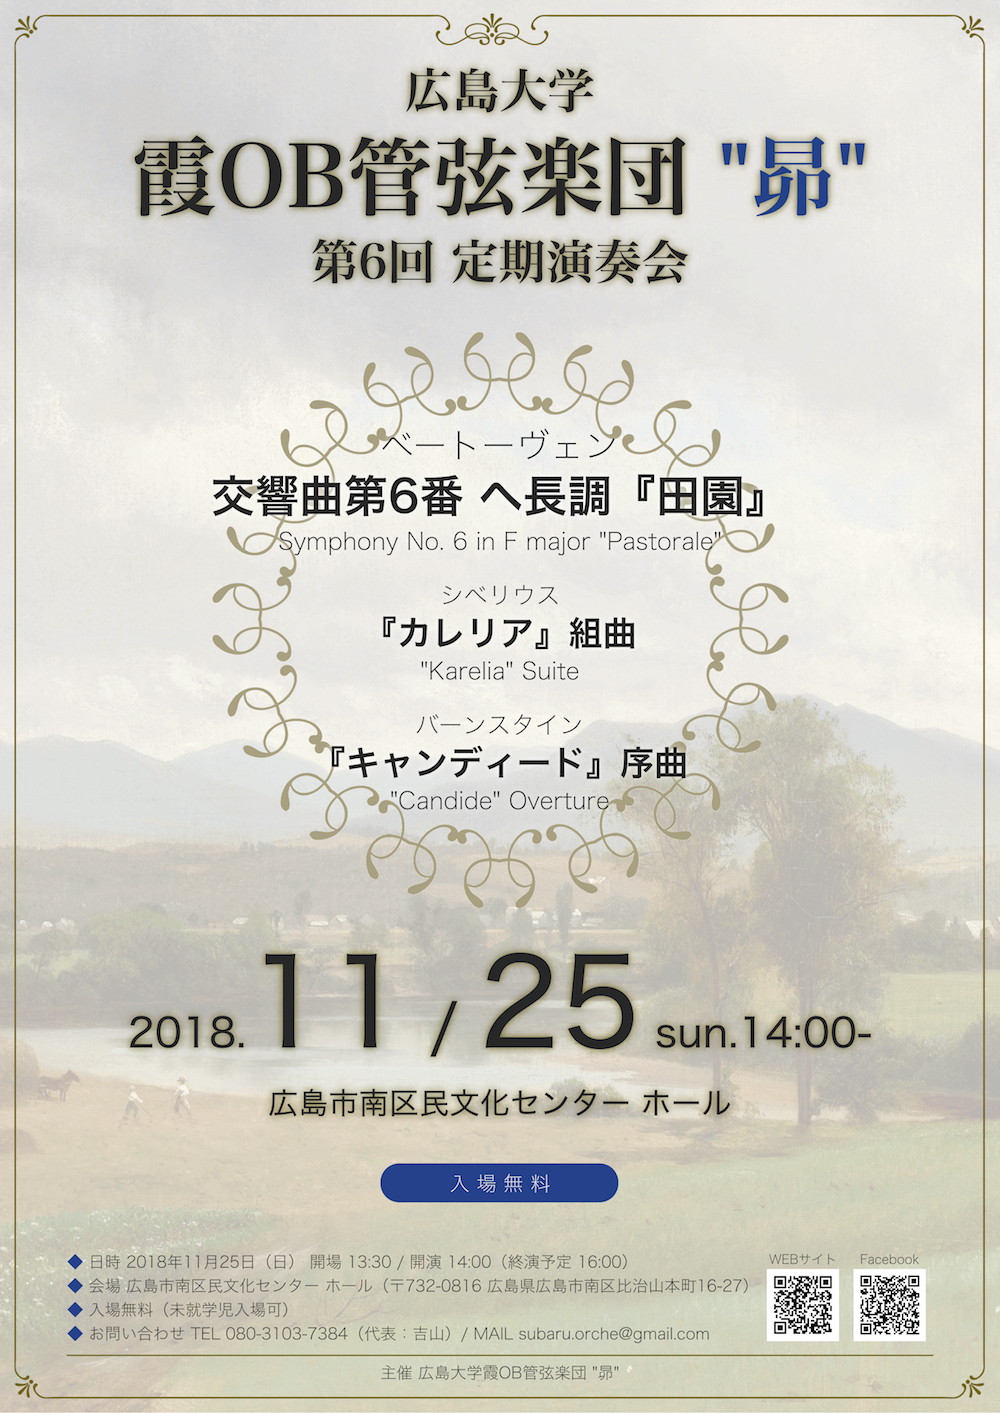 広島大学
霞OB管弦楽団 "昴"
第6回 定期演奏会
ベートーヴェン
交響曲第6番 ヘ長調『田園』
Symphony No. 6 in F major "Pastorale"
シベリウス
『カレリア』組曲
"Karelia" Suite
バーンスタイン
『キャンディード』序曲
"Candide" Overture
2018. 11 / 25 sun.14:00-
広島市南区民文化センター ホール
入場無料
◆ 日時 2018年11月25日（日） 開場 13:30 / 開演 14:00（終演予定 16:00）
◆ 会場 広島市南区民文化センター ホール（〒732-0816 広島県広島市南区比治山本町16-27）
◆ 入場無料（未就学児入場可）
◆ お問い合わせ TEL 080-3103-7384（代表：吉山）/ MAIL subaru.orche@gmail.com
WEBサイト
Facebook
主催 広島大学霞OB管弦楽団 "昴"